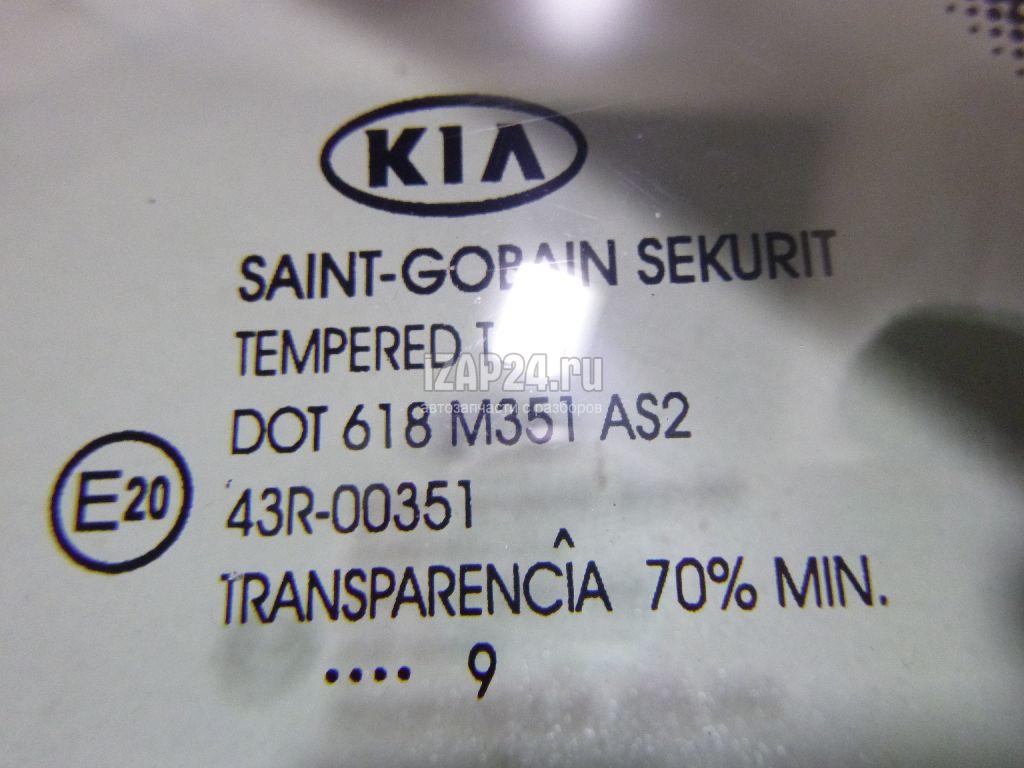 KIA
SAINT-GOBAIN SEKURIT
TEMPERED
iZAP24.ru
автозапчасти с разборов
DOT 618 M351 AS2
E20
43R-00351
TRANSPARENCÎA 70% MIN.
.... 9